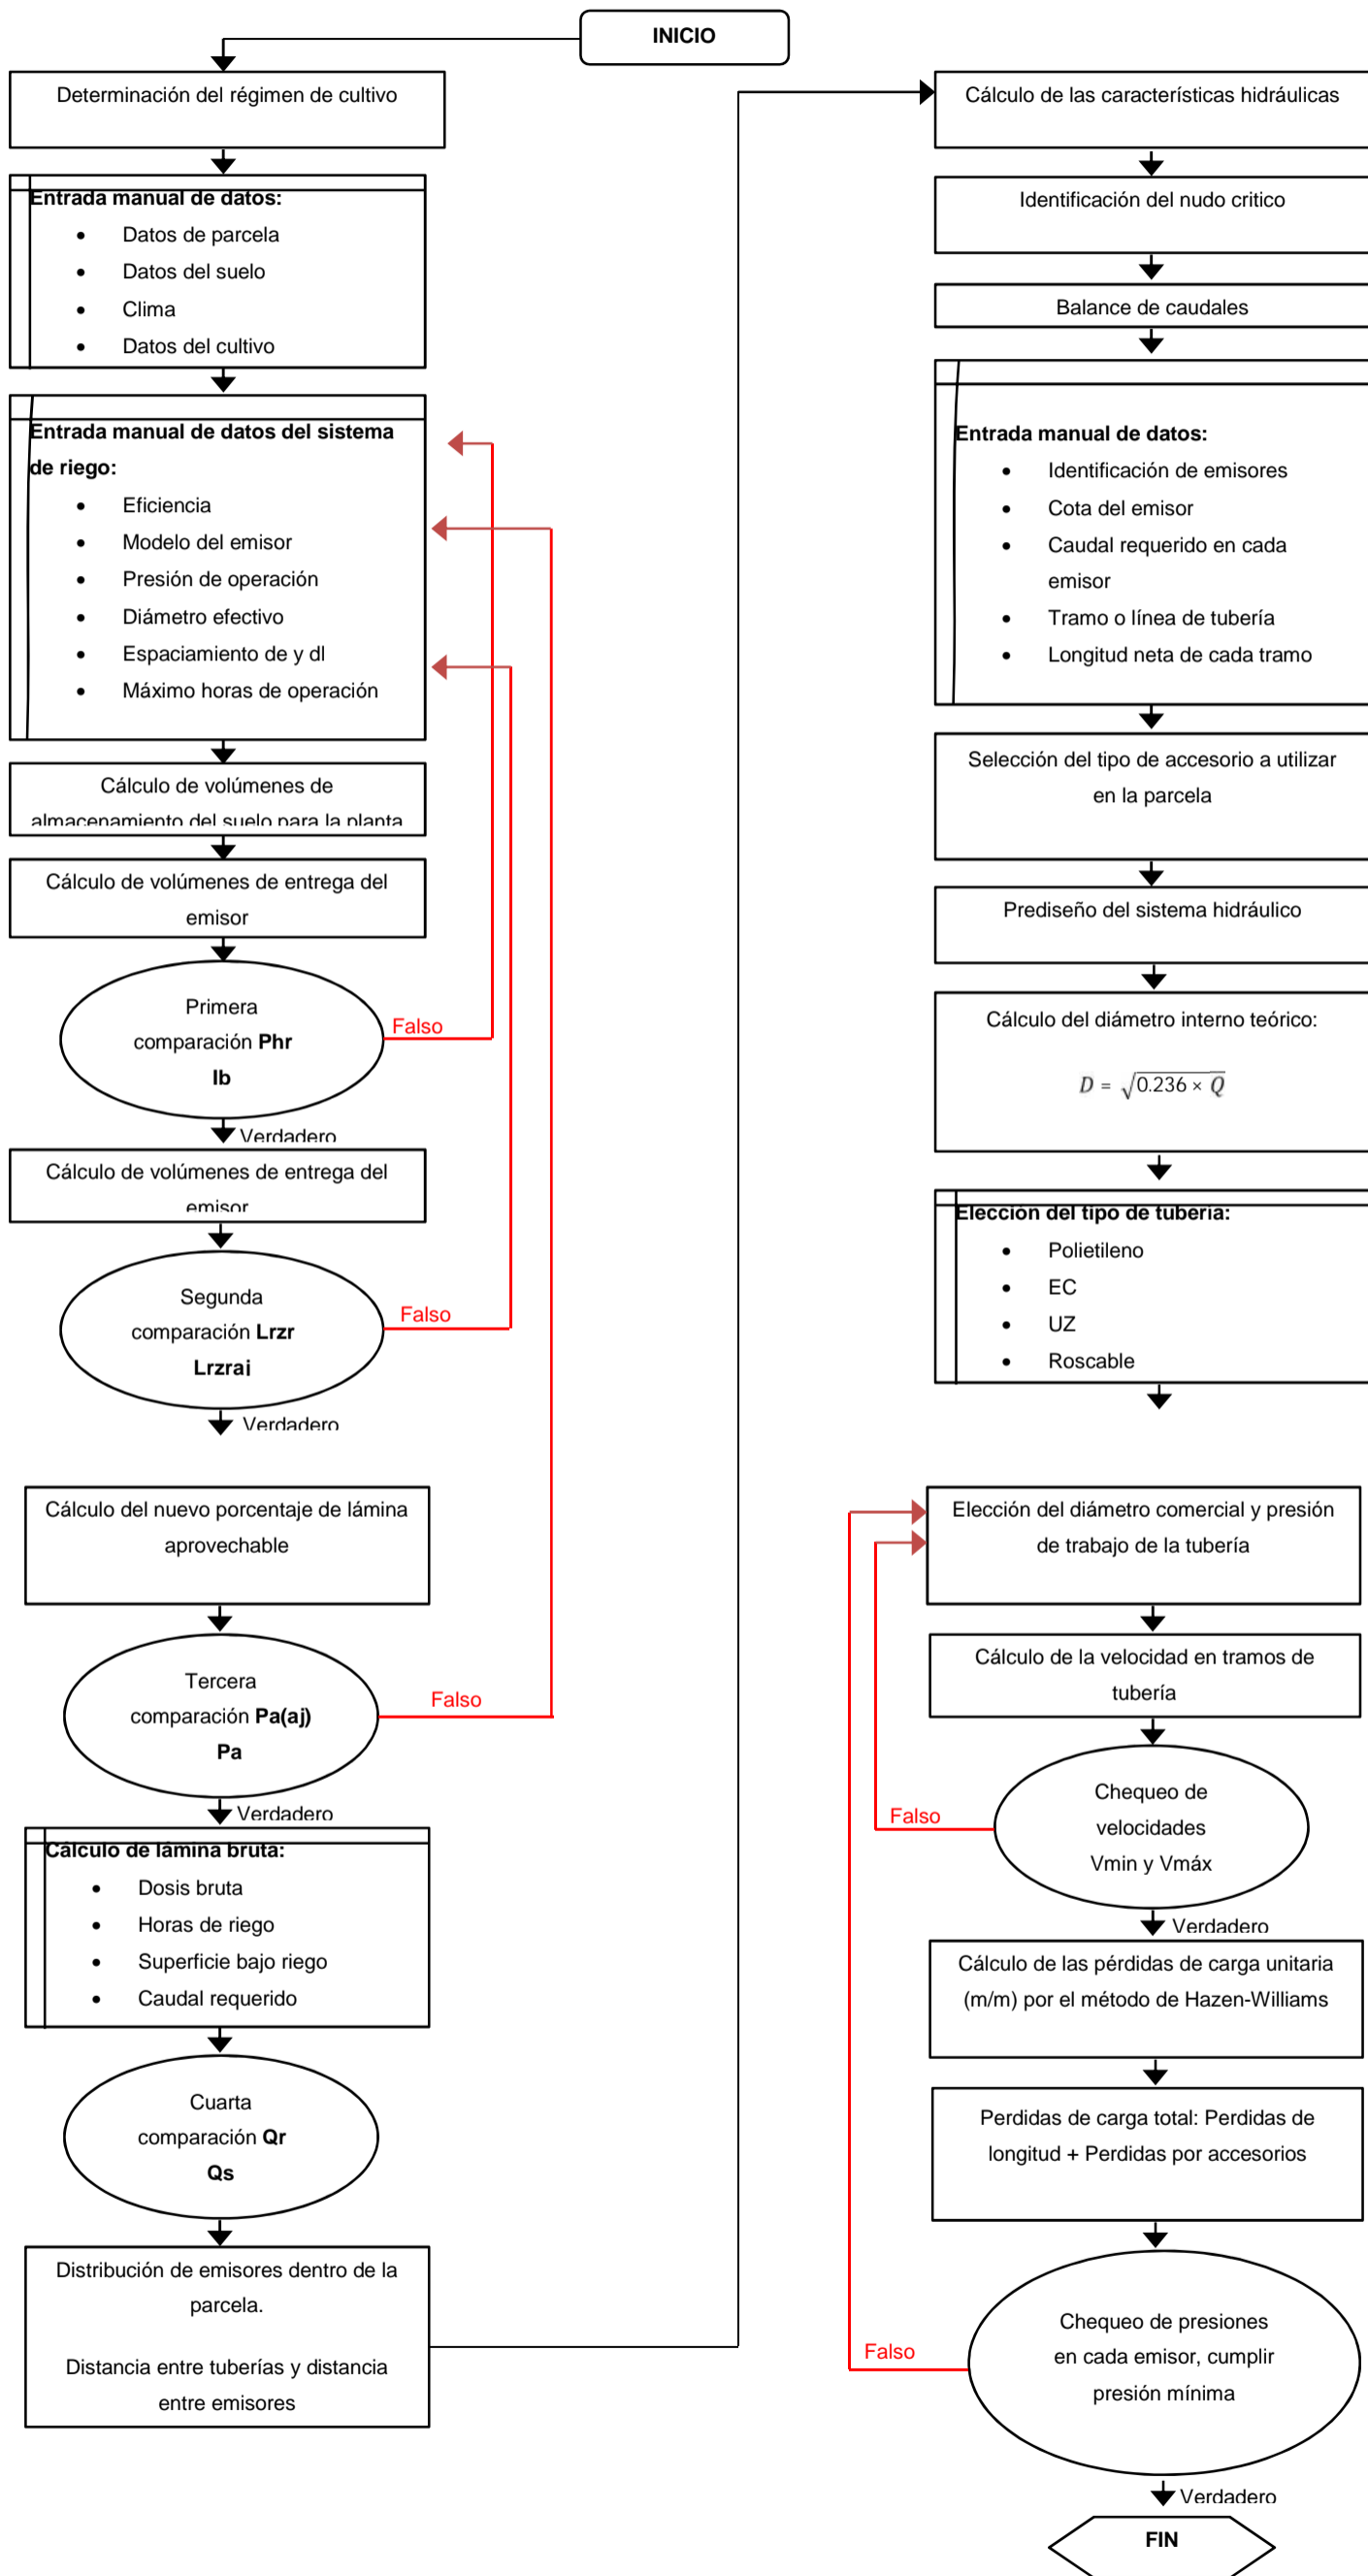 INICIO
Determinación del régimen de cultivo
Entrada manual de datos:
• Datos de parcela
• Datos del suelo
• Clima
• Datos del cultivo
Entrada manual de datos del sistema
de riego:
• Eficiencia
• Modelo del emisor
• Presión de operación
• Diámetro efectivo
• Espaciamiento de y dl
• Máximo horas de operación
Cálculo de volúmenes de
almacenamiento del suelo para la planta
Cálculo de volúmenes de entrega del
emisor
Primera
comparación Phr
Ib
Falso
Verdadero
Cálculo de volúmenes de entrega del
emisor
Segunda
comparación Lrzr
Lrzraj
Falso
Verdadero
Cálculo del nuevo porcentaje de lámina
aprovechable
Tercera
comparación Pa(aj)
Pa
Falso
Verdadero
Cálculo de lámina bruta:
• Dosis bruta
• Horas de riego
• Superficie bajo riego
• Caudal requerido
Cuarta
comparación Qr
Qs
Distribución de emisores dentro de la
parcela.
Distancia entre tuberías y distancia
entre emisores
Cálculo de las características hidráulicas
Identificación del nudo critico
Balance de caudales
Entrada manual de datos:
• Identificación de emisores
• Cota del emisor
• Caudal requerido en cada
emisor
• Tramo o línea de tubería
• Longitud neta de cada tramo
Selección del tipo de accesorio a utilizar
en la parcela
Prediseño del sistema hidráulico
Cálculo del diámetro interno teórico:
D = √0.236 × Q
Elección del tipo de tubería:
• Polietileno
• EC
• UZ
• Roscable
Elección del diámetro comercial y presión
de trabajo de la tubería
Cálculo de la velocidad en tramos de
tubería
Chequeo de
velocidades
Vmin y Vmáx
Falso
Verdadero
Cálculo de las pérdidas de carga unitaria
(m/m) por el método de Hazen-Williams
Perdidas de carga total: Perdidas de
longitud + Perdidas por accesorios
Chequeo de presiones
en cada emisor, cumplir
presión mínima
Falso
Verdadero
FIN